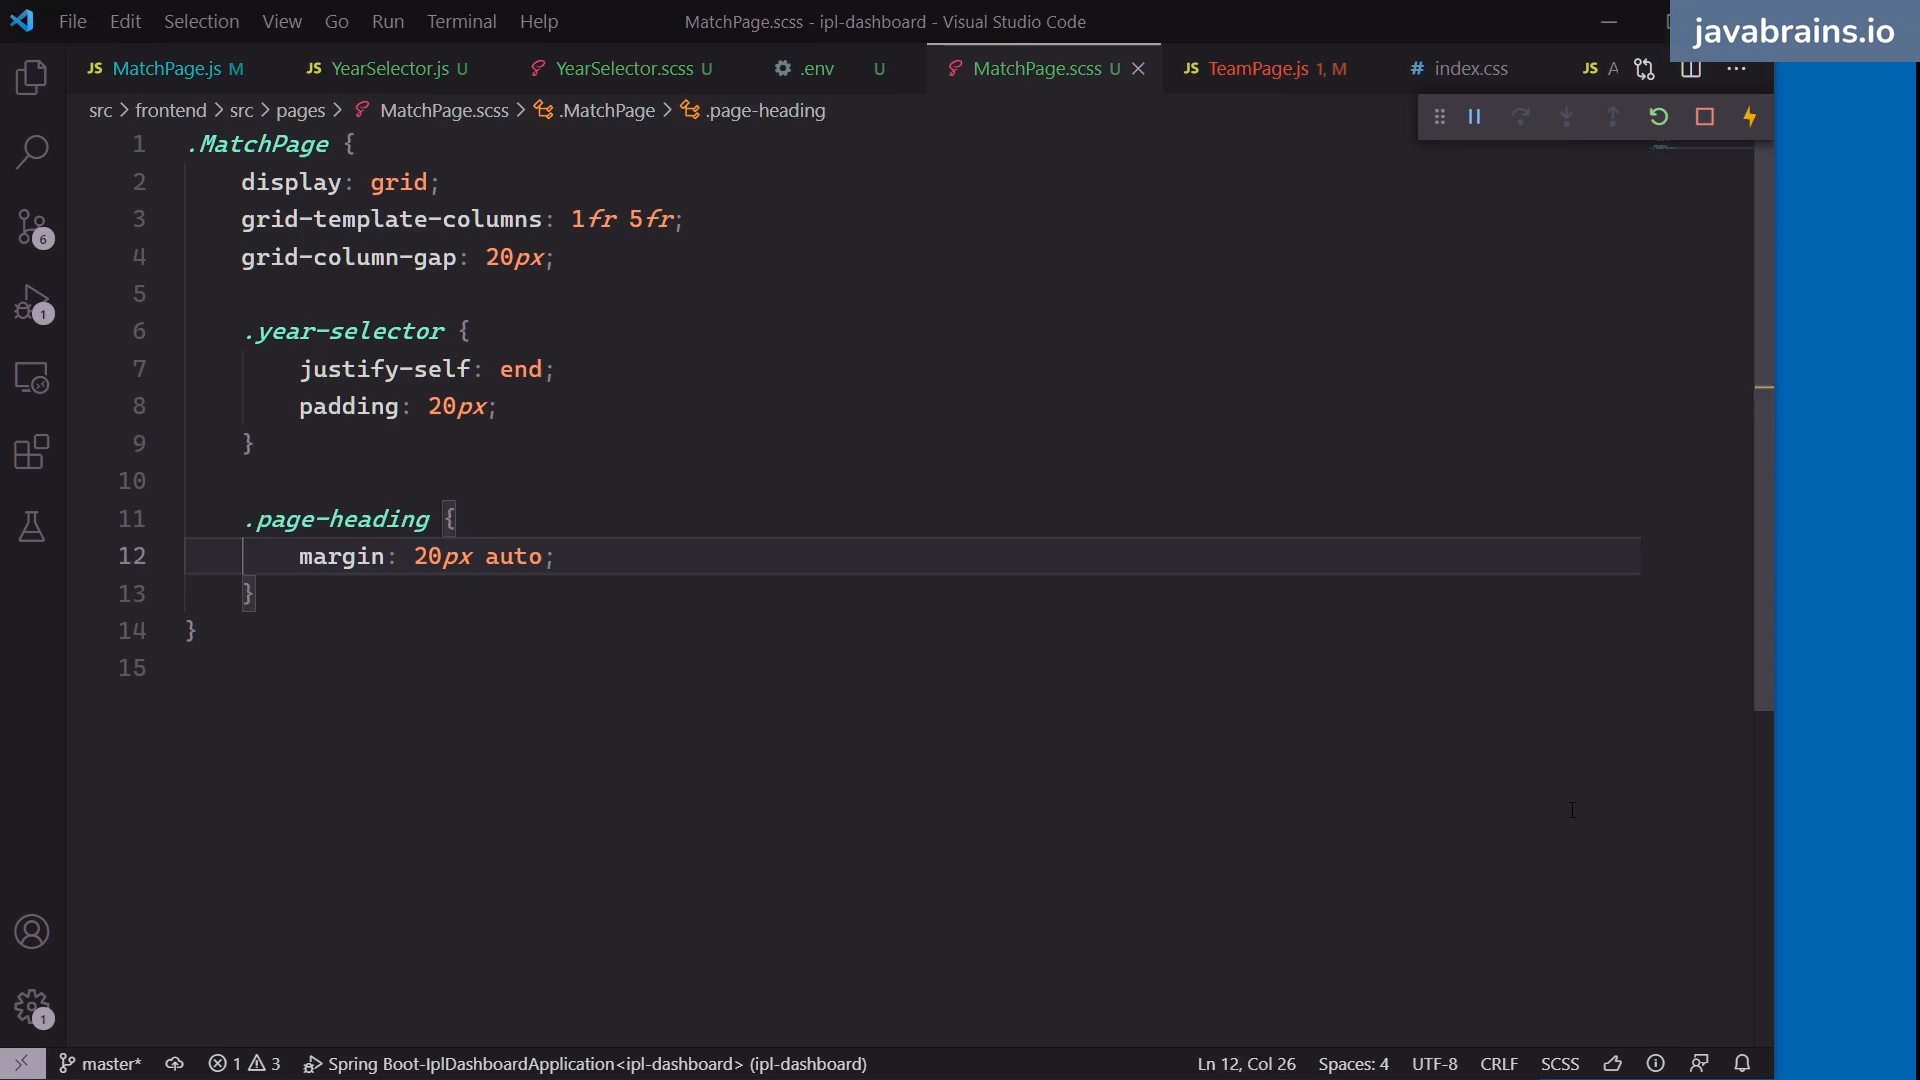 File Edit Selection View Go Run Terminal Help MatchPage.scss - ipl-dashboard - Visual Studio Code
javabrains.io
JS MatchPage.js M JS YearSelector.js U YearSelector.scss U .env U MatchPage.scss U JS TeamPage.js 1, M # index.css JS A
src > frontend > src > pages > MatchPage.scss > .MatchPage > .page-heading
1 .MatchPage {
2 display: grid;
3 grid-template-columns: 1fr 5fr;
4 grid-column-gap: 20px;
5
6 .year-selector {
7 justify-self: end;
8 padding: 20px;
9 }
10
11 .page-heading {
12 margin: 20px auto;
13 }
14 }
15
6
1
1
master* 1 3 Spring Boot-IplDashboardApplication<ipl-dashboard> (ipl-dashboard) Ln 12, Col 26 Spaces: 4 UTF-8 CRLF SCSS